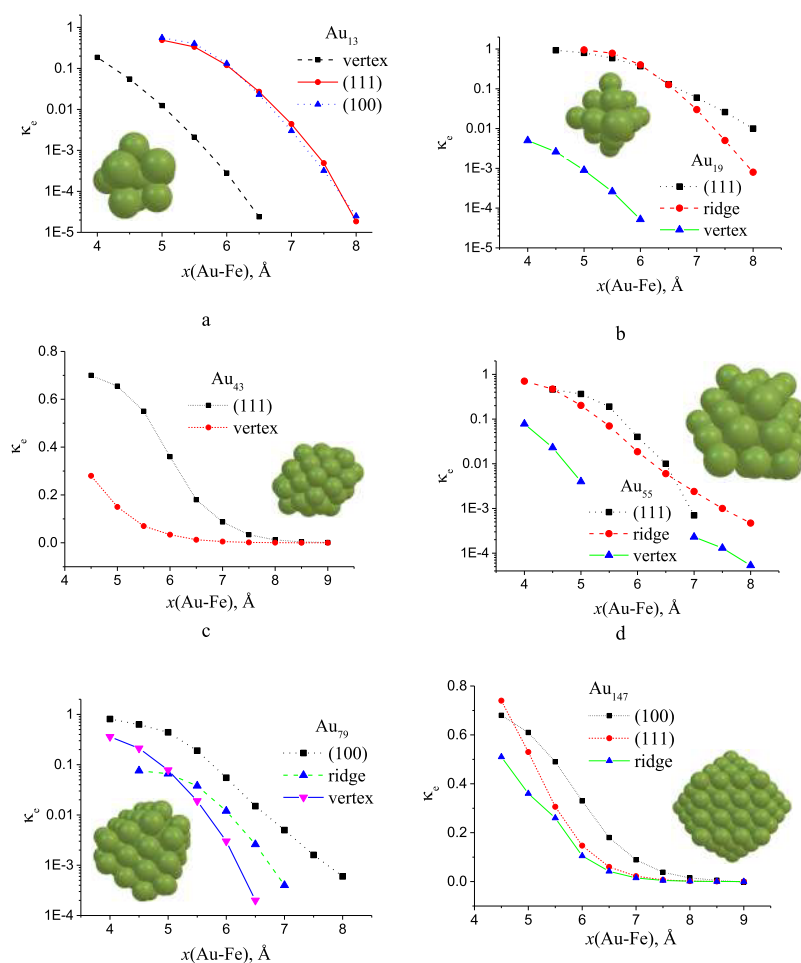 Au13
vertex
(111)
(100)
κe
1
0.1
0.01
1E-3
1E-4
1E-5
4 5 6 7 8
x(Au-Fe), Å
a
Au19
(111)
ridge
vertex
κe
1
0.1
0.01
1E-3
1E-4
1E-5
4 5 6 7 8
x(Au-Fe), Å
b
Au43
(111)
vertex
κe
0.8
0.6
0.4
0.2
0.0
4 5 6 7 8 9
x(Au-Fe), Å
c
Au55
(111)
ridge
vertex
κe
1
0.1
0.01
1E-3
1E-4
4 5 6 7 8
x(Au-Fe), Å
d
Au79
(100)
ridge
vertex
κe
1
0.1
0.01
1E-3
1E-4
4 5 6 7 8
x(Au-Fe), Å
Au147
(100)
(111)
ridge
κe
0.8
0.6
0.4
0.2
0.0
4 5 6 7 8 9
x(Au-Fe), Å